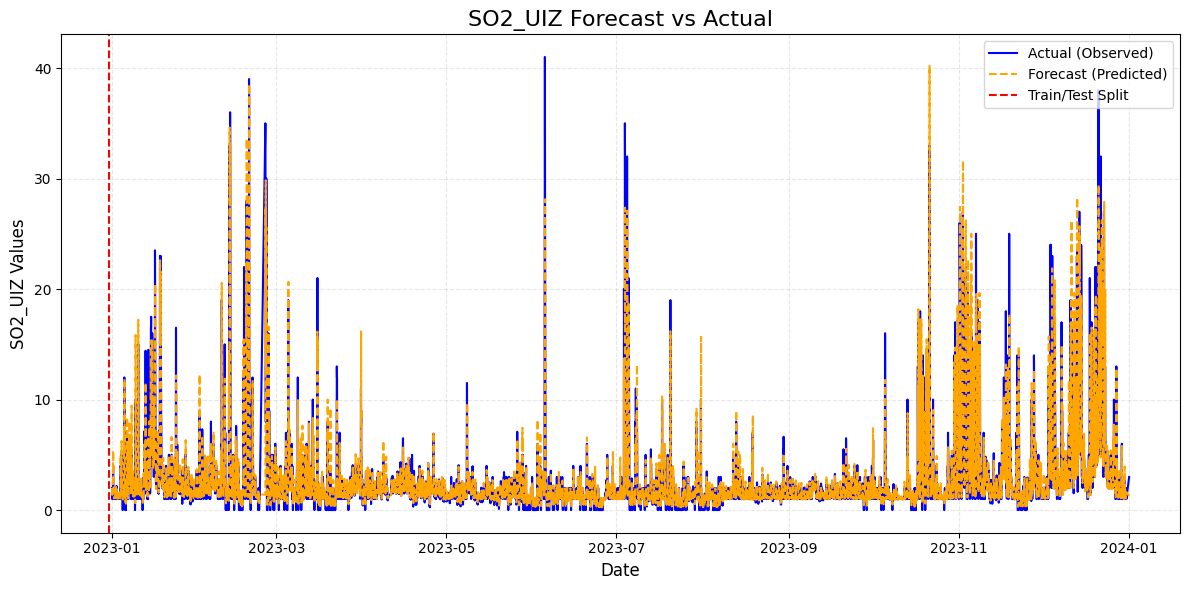 SO2_UIZ Forecast vs Actual
Actual (Observed)
Forecast (Predicted)
Train/Test Split
SO2_UIZ Values
40
30
20
10
0
2023-01
2023-03
2023-05
2023-07
2023-09
2023-11
2024-01
Date